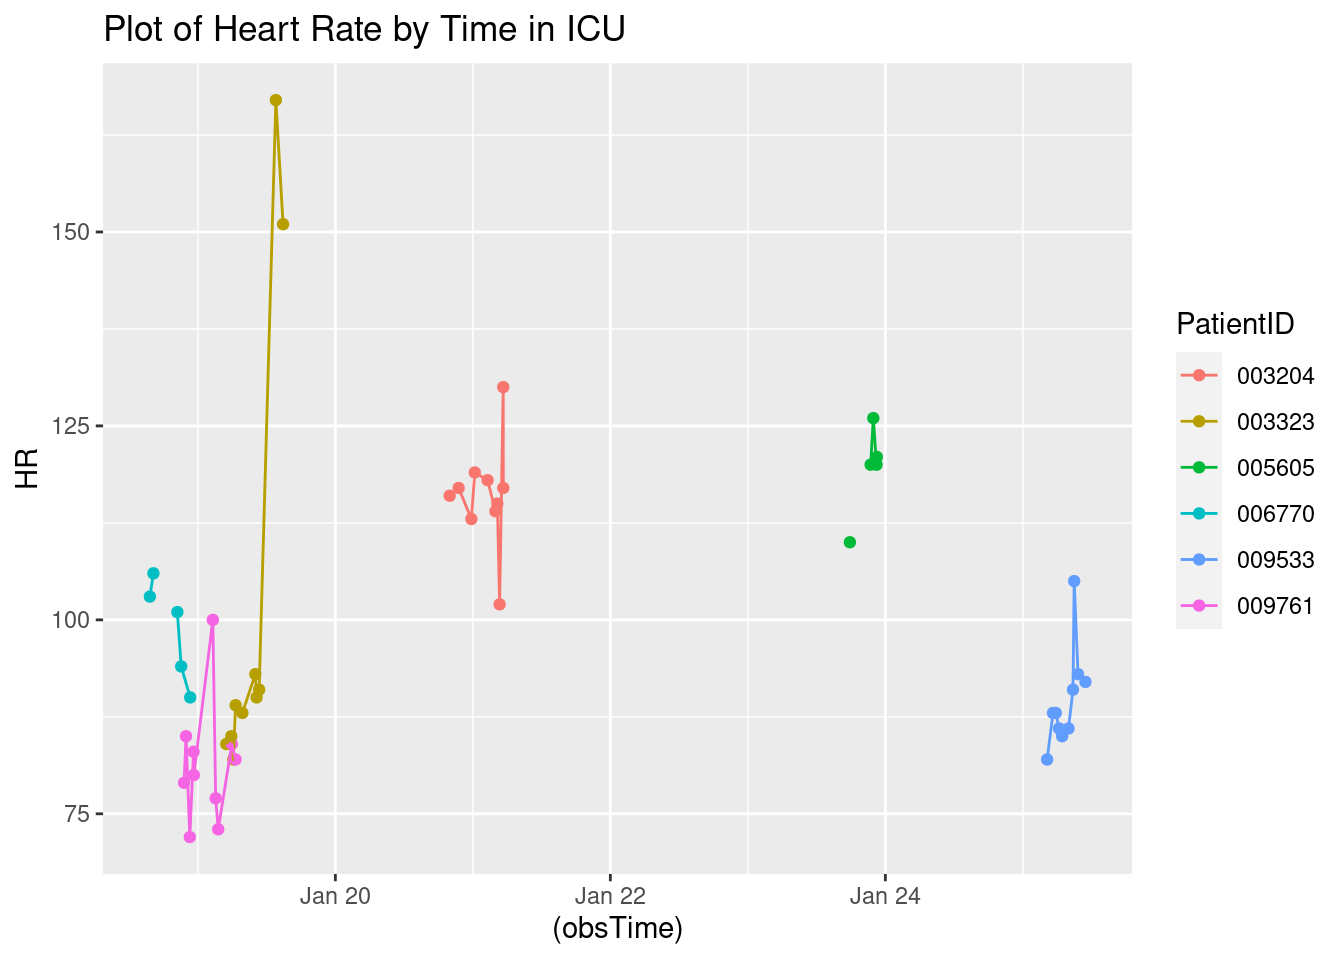 Plot of Heart Rate by Time in ICU
HR
150
125
100
75
Jan 20
Jan 22
Jan 24
(obsTime)
PatientID
003204
003323
005605
006770
009533
009761